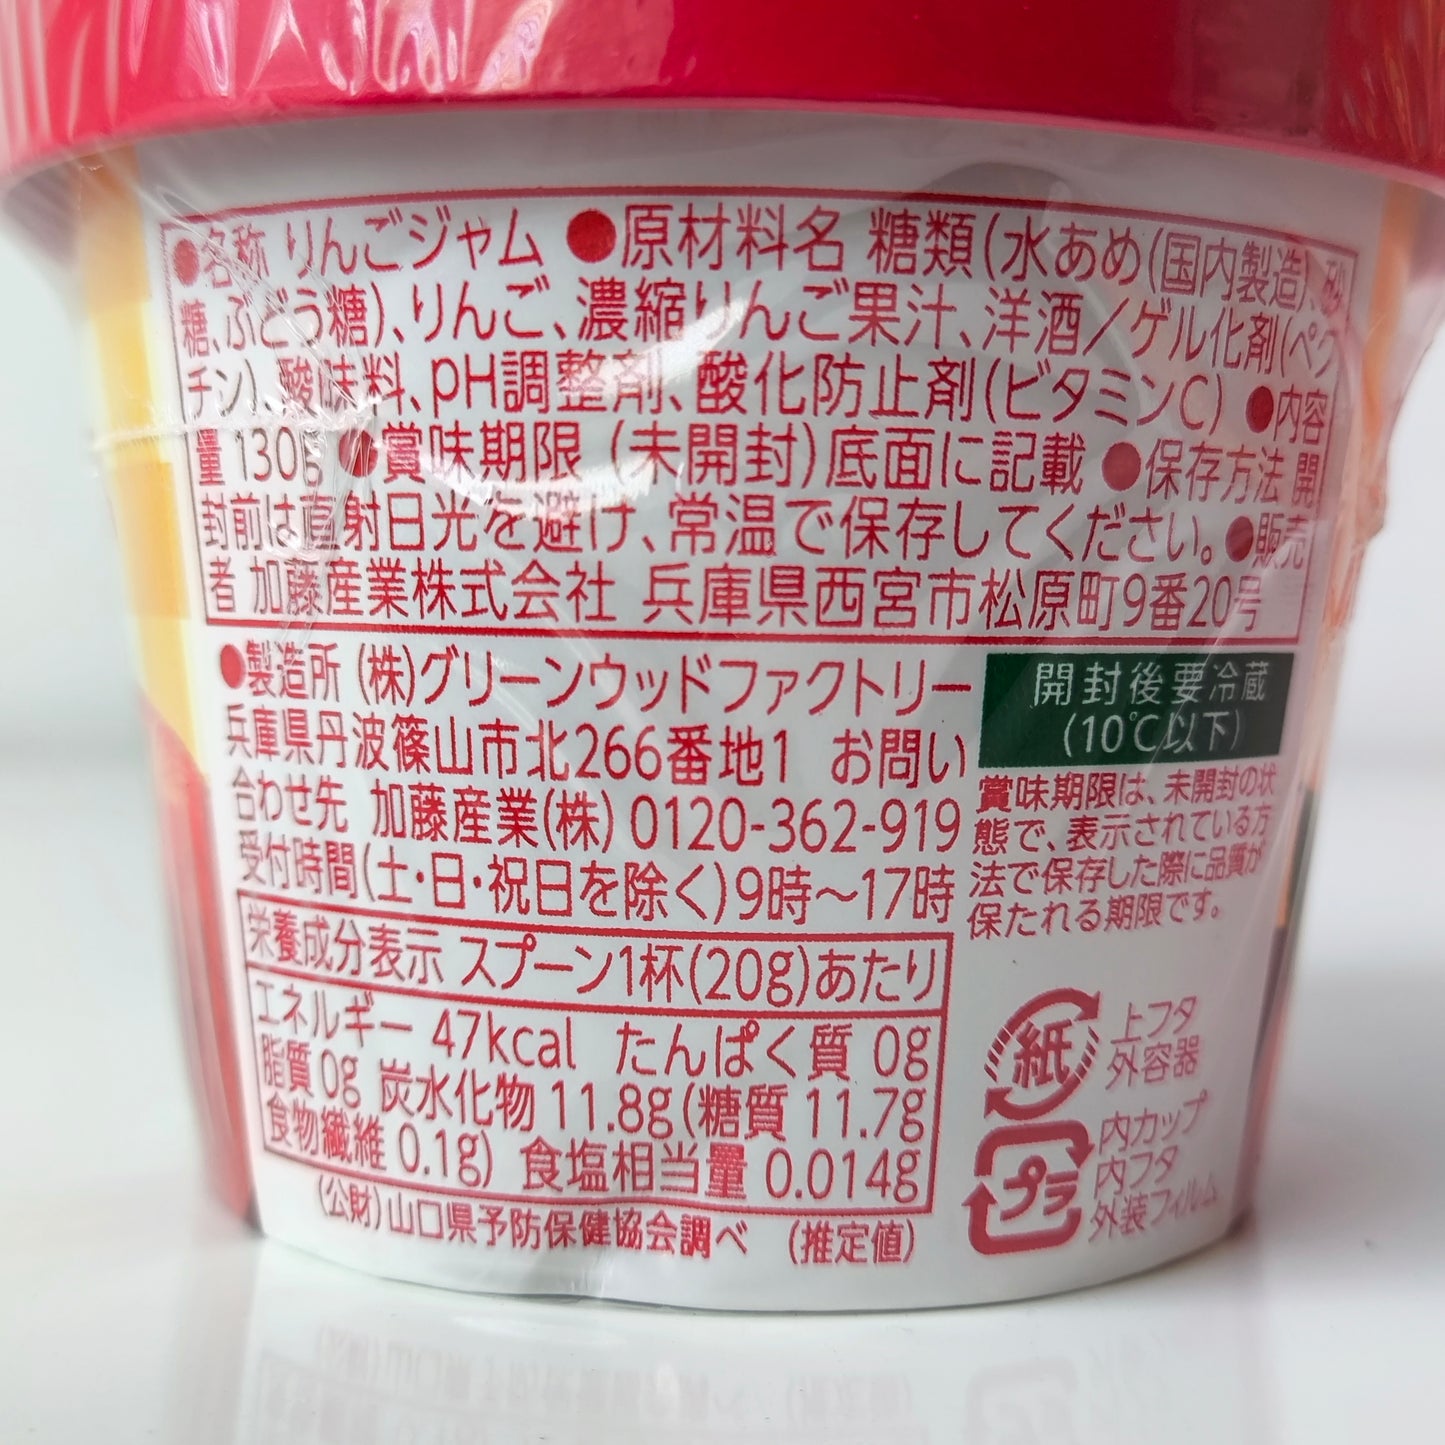 ●名称 りんごジャム ●原材料名 糖類(水あめ(国内製造)、砂
糖、ぶどう糖)、りんご、濃縮りんご果汁、洋酒/ゲル化剤(ペク
チン)、酸味料、pH調整剤、酸化防止剤(ビタミンC) ●内容
量 130g ●賞味期限 (未開封)底面に記載 ●保存方法 開
封前は直射日光を避け、常温で保存してください。●販売
者 加藤産業株式会社 兵庫県西宮市松原町9番20号
●製造所 (株)グリーンウッドファクトリー
兵庫県丹波篠山市北266番地1 お問い
合わせ先 加藤産業(株) 0120-362-919
受付時間(土・日・祝日を除く)9時~17時
開封後要冷蔵
(10℃以下)
賞味期限は、未開封の状
態で、表示されている方
法で保存した際に品質が
保たれる期限です。
栄養成分表示 スプーン1杯(20g)あたり
エネルギー 47kcal たんぱく質 0g
脂質 0g 炭水化物 11.8g(糖質 11.7g
食物繊維 0.1g) 食塩相当量 0.014g
(公財)山口県予防保健協会調べ (推定値)
紙 上フタ
外容器
プラ 内カップ
内フタ
外装フィルム